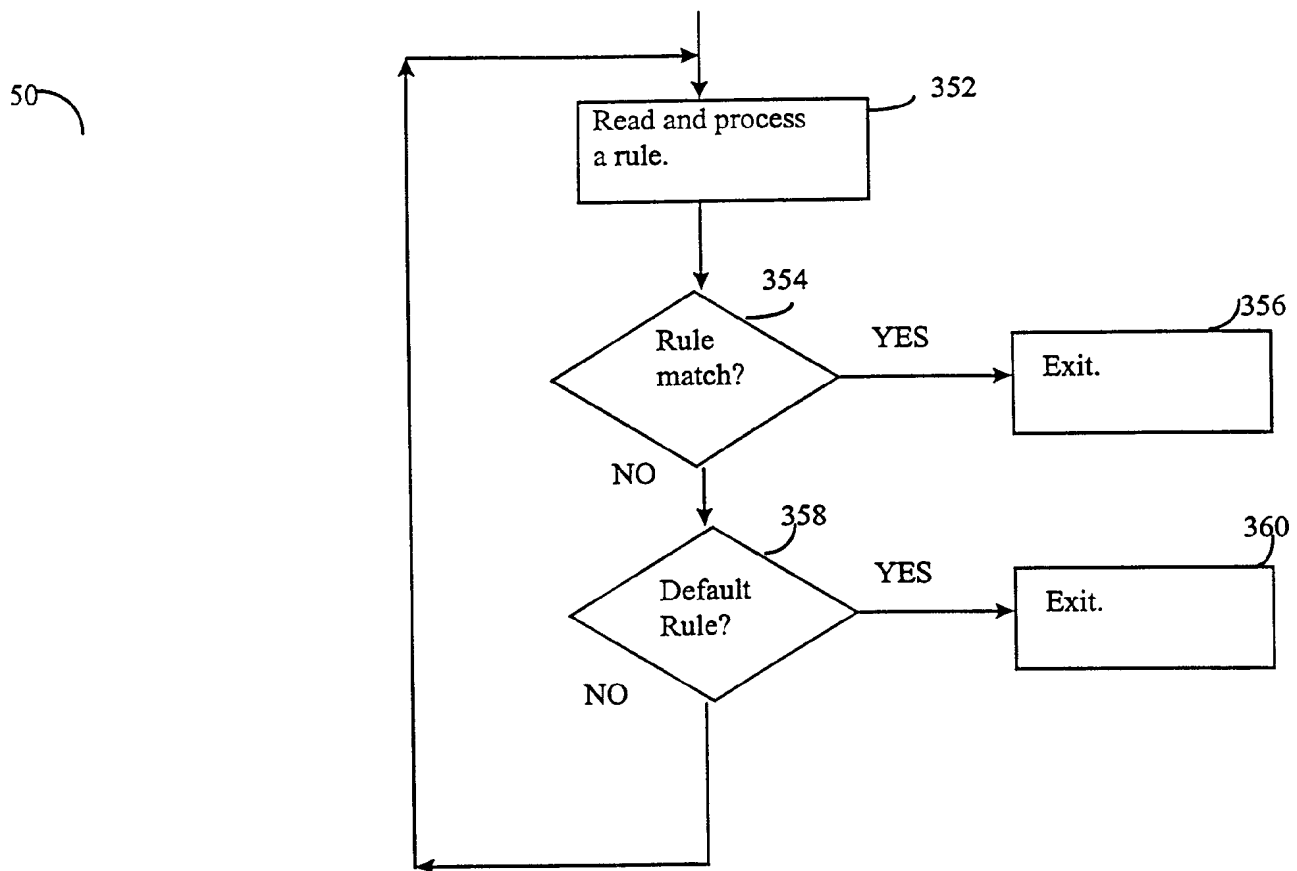 50
352
Read and process
a rule.
354
Rule
match?
YES
356
Exit.
NO
358
Default
Rule?
YES
360
Exit.
NO